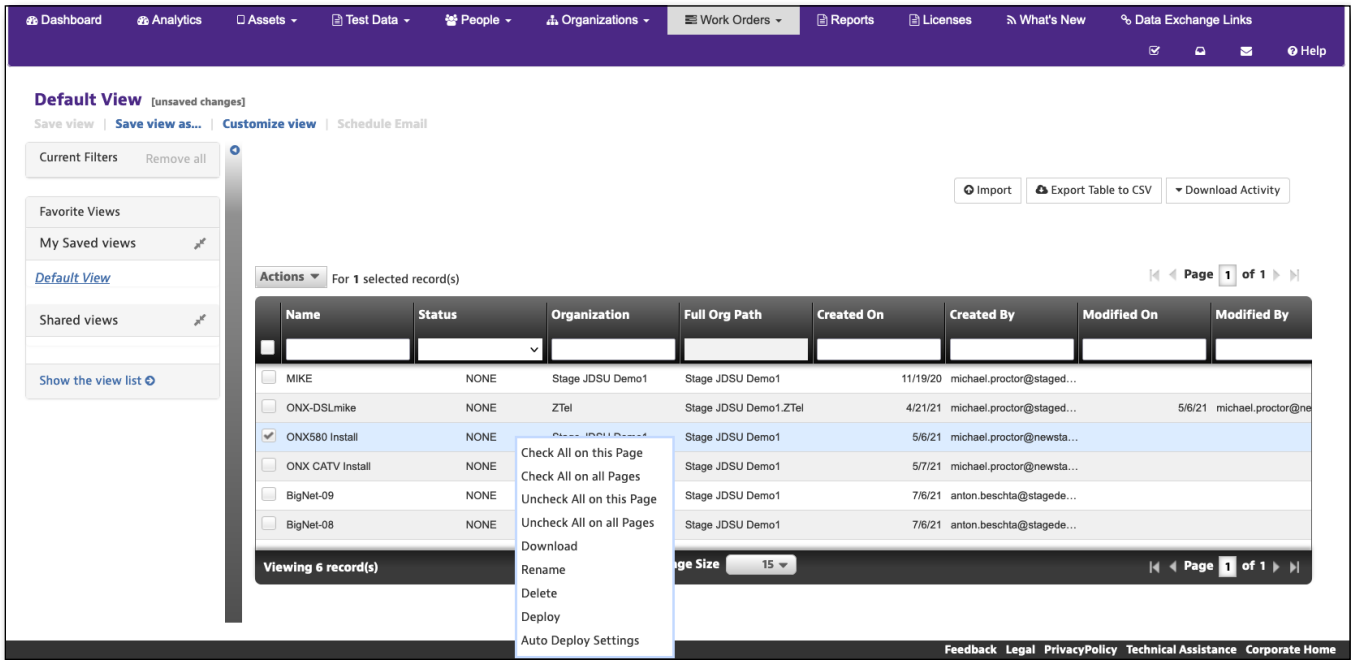 Dashboard Analytics Assets Test Data People Organizations Work Orders Reports Licenses What's New Data Exchange Links
Help
Default View [unsaved changes]
Save view | Save view as... | Customize view | Schedule Email
Current Filters Remove all
Import Export Table to CSV Download Activity
Favorite Views
My Saved views
Default View
Shared views
Show the view list
Actions For 1 selected record(s) Page 1 of 1
Name Status Organization Full Org Path Created On Created By Modified On Modified By
MIKE NONE Stage JDSU Demo1 Stage JDSU Demo1 11/19/20 michael.proctor@staged...
ONX-DSLmike NONE ZTel Stage JDSU Demo1.ZTel 4/21/21 michael.proctor@staged... 5/6/21 michael.proctor@ne
ONX580 Install NONE Stage JDSU Demo1 Stage JDSU Demo1 5/6/21 michael.proctor@newsta...
ONX CATV Install NONE Stage JDSU Demo1 5/7/21 michael.proctor@newsta...
BigNet-09 NONE Stage JDSU Demo1 7/6/21 anton.beschta@stagede...
BigNet-08 NONE Stage JDSU Demo1 7/6/21 anton.beschta@stagede...
Check All on this Page
Check All on all Pages
Uncheck All on this Page
Uncheck All on all Pages
Download
Rename
Delete
Deploy
Auto Deploy Settings
Viewing 6 record(s) ge Size 15 Page 1 of 1
Feedback Legal PrivacyPolicy Technical Assistance Corporate Home